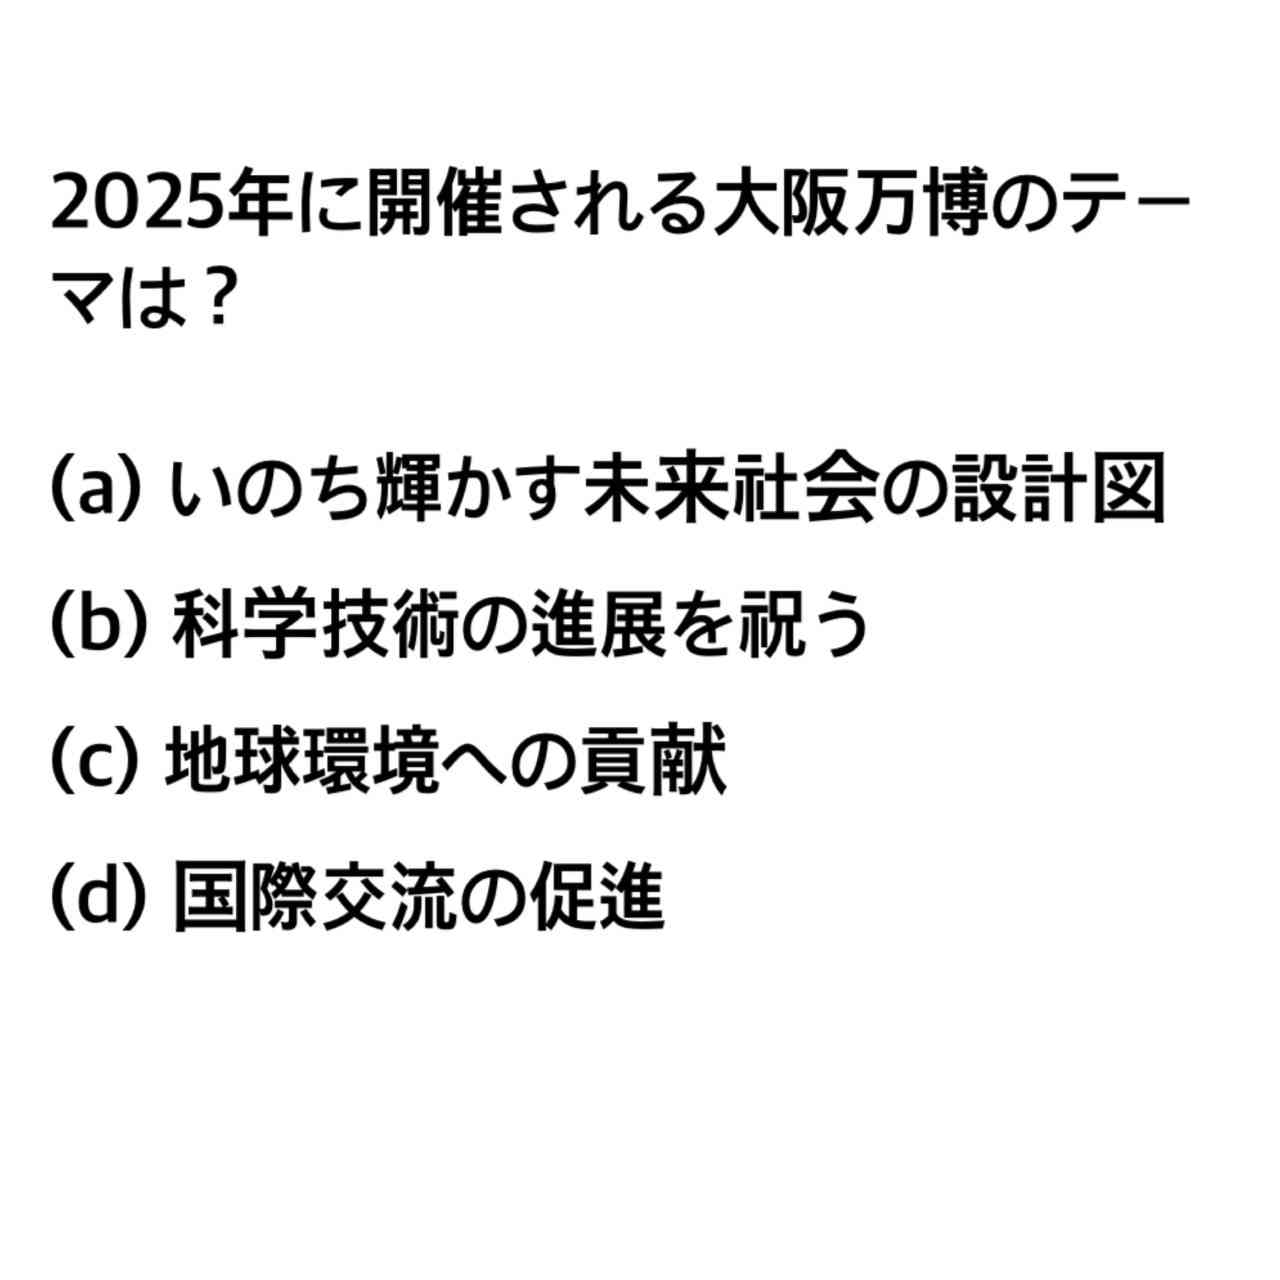 2025年に開催される大阪万博のテー
マは？
(a) いのち輝かす未来社会の設計図
(b) 科学技術の進展を祝う
(c) 地球環境への貢献
(d) 国際交流の促進